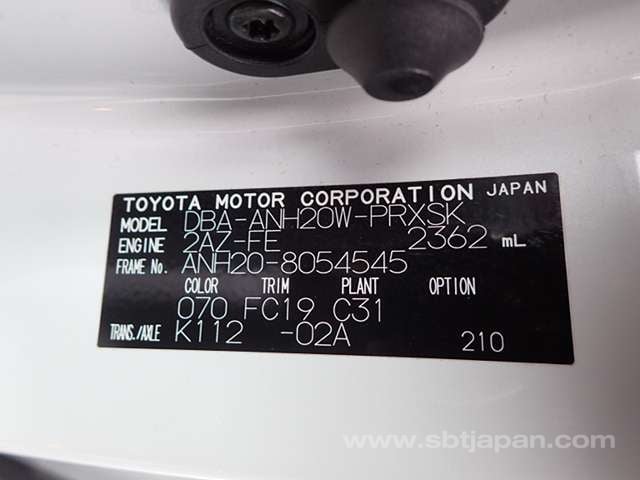 TOYOTA MOTOR CORPORATION JAPAN
MODEL DBA-ANH20W-PRXSK
ENGINE 2AZ-FE 2362 mL
FRAME No. ANH20-8054545
COLOR TRIM PLANT OPTION
070 FC19 C31
TRANS./AXLE K112 -02A 210
www.sbtjapan.com